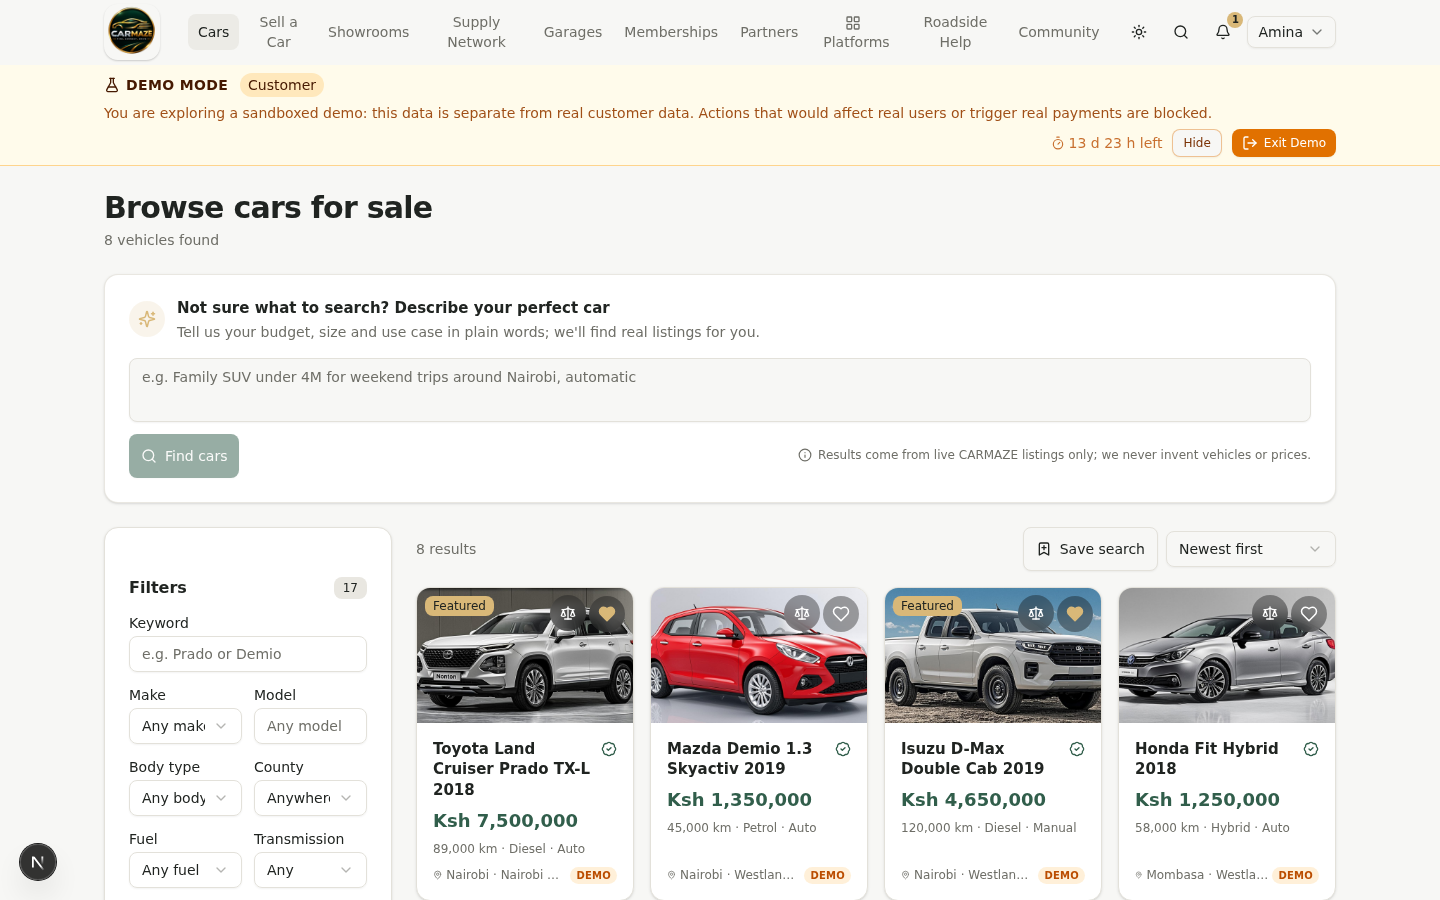 CARMAZE
Cars
Sell a
Car
Showrooms
Supply
Network
Garages
Memberships
Partners
Platforms
Roadside
Help
Community
1
Amina
DEMO MODE
Customer
You are exploring a sandboxed demo: this data is separate from real customer data. Actions that would affect real users or trigger real payments are blocked.
13 d 23 h left
Hide
Exit Demo
Browse cars for sale
8 vehicles found
Not sure what to search? Describe your perfect car
Tell us your budget, size and use case in plain words; we'll find real listings for you.
e.g. Family SUV under 4M for weekend trips around Nairobi, automatic
Find cars
Results come from live CARMAZE listings only; we never invent vehicles or prices.
Filters
17
Keyword
e.g. Prado or Demio
Make
Model
Any make
Any model
Body type
County
Any body
Anywhere
Fuel
Transmission
Any fuel
Any
N
8 results
Save search
Newest first
Featured
Toyota Land
Cruiser Prado TX-L
2018
Ksh 7,500,000
89,000 km · Diesel · Auto
Nairobi · Nairobi ...
DEMO
Mazda Demio 1.3
Skyactiv 2019
Ksh 1,350,000
45,000 km · Petrol · Auto
Nairobi · Westlan...
DEMO
Featured
Isuzu D-Max
Double Cab 2019
Ksh 4,650,000
120,000 km · Diesel · Manual
Nairobi · Westlan...
DEMO
Honda Fit Hybrid
2018
Ksh 1,250,000
58,000 km · Hybrid · Auto
Mombasa · Westla...
DEMO